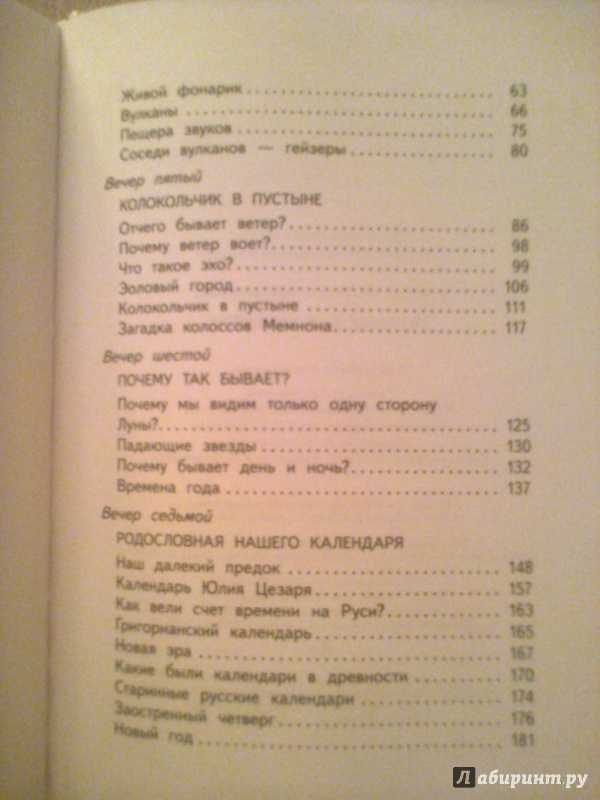 Живой фонарик 63
Вулканы 66
Пещера звуков 75
Соседи вулканов — гейзеры 80
Вечер пятый
КОЛОКОЛЬЧИК В ПУСТЫНЕ
Отчего бывает ветер? 86
Почему ветер воет? 98
Что такое эхо? 99
Эоловый город 106
Колокольчик в пустыне 111
Загадка колоссов Мемнона 117
Вечер шестой
ПОЧЕМУ ТАК БЫВАЕТ?
Почему мы видим только одну сторону
Луны? 125
Падающие звезды 130
Почему бывает день и ночь? 132
Времена года 137
Вечер седьмой
РОДОСЛОВНАЯ НАШЕГО КАЛЕНДАРЯ
Наш далекий предок 148
Календарь Юлия Цезаря 157
Как вели счет времени на Руси? 163
Григорианский календарь 165
Новая эра 167
Какие были календари в древности 170
Старинные русские календари 174
Заостренный четверг 176
Новый год 181
Лабиринт.ру